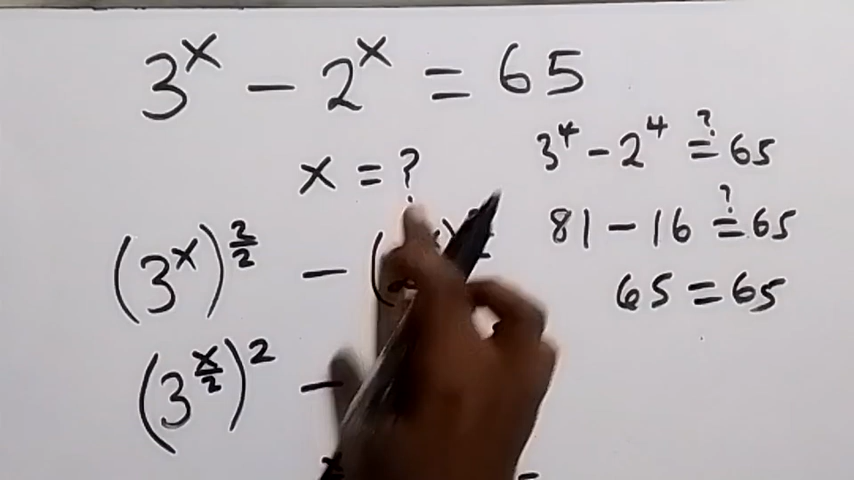 3^x - 2^x = 65
x = ?
3^4 - 2^4 ?= 65
81 - 16 ?= 65
65 = 65
(3^x)^{2/2} - (
(3^{x/2})^2 -